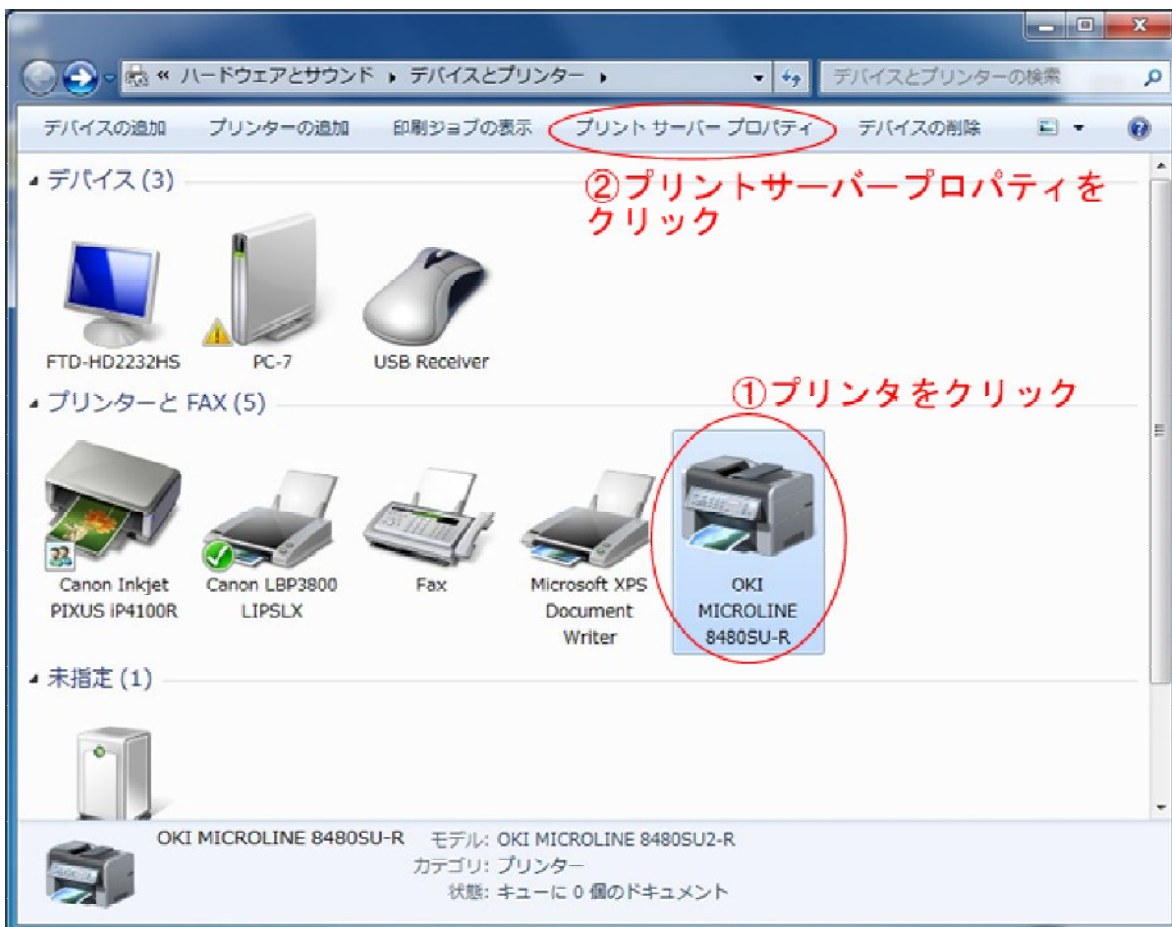 « ハードウェアとサウンド ▸ デバイスとプリンター ▸
デバイスとプリンターの検索
デバイスの追加 プリンターの追加 印刷ジョブの表示 プリント サーバー プロパティ デバイスの削除
デバイス (3)
②プリントサーバープロパティを
クリック
FTD-HD2232HS
PC-7
USB Receiver
プリンターと FAX (5)
①プリンタをクリック
Canon Inkjet
PIXUS iP4100R
Canon LBP3800
LIPSLX
Fax
Microsoft XPS
Document
Writer
OKI
MICROLINE
8480SU-R
未指定 (1)
OKI MICROLINE 8480SU-R モデル: OKI MICROLINE 8480SU2-R
カテゴリ: プリンター
状態: キューに 0 個のドキュメント